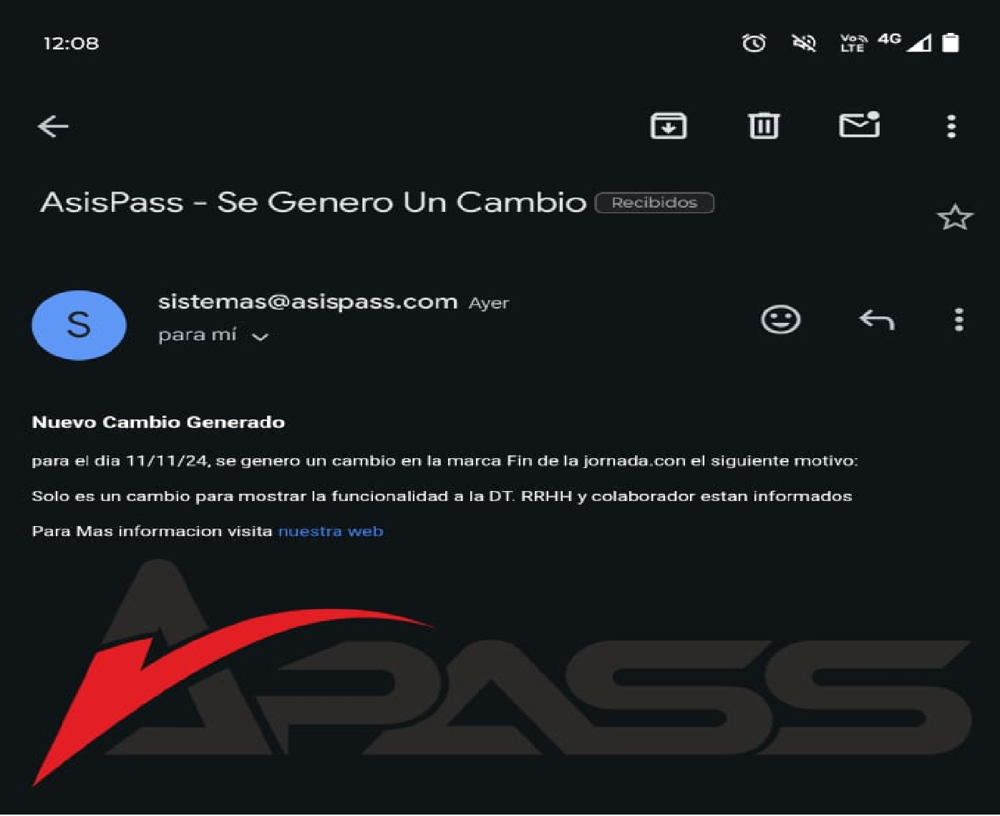 12:08
Vo LTE 4G
AsisPass - Se Genero Un Cambio Recibidos
S
sistemas@asispass.com Ayer
para mí
Nuevo Cambio Generado
para el dia 11/11/24, se genero un cambio en la marca Fin de la jornada.con el siguiente motivo:
Solo es un cambio para mostrar la funcionalidad a la DT. RRHH y colaborador estan informados
Para Mas informacion visita nuestra web
APASS